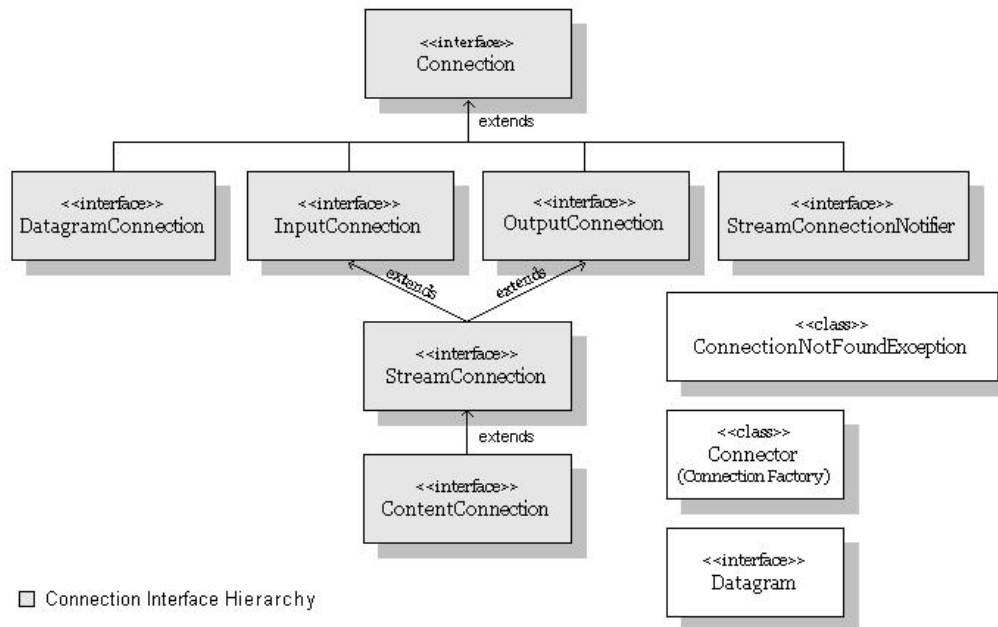 <<interface>>
Connection
extends
<<interface>>
DatagramConnection
<<interface>>
InputConnection
<<interface>>
OutputConnection
<<interface>>
StreamConnectionNotifier
extends
extends
<<class>>
ConnectionNotFoundException
<<interface>>
StreamConnection
<<class>>
Connector
(Connection Factory)
extends
<<interface>>
ContentConnection
<<interface>>
Datagram
Connection Interface Hierarchy